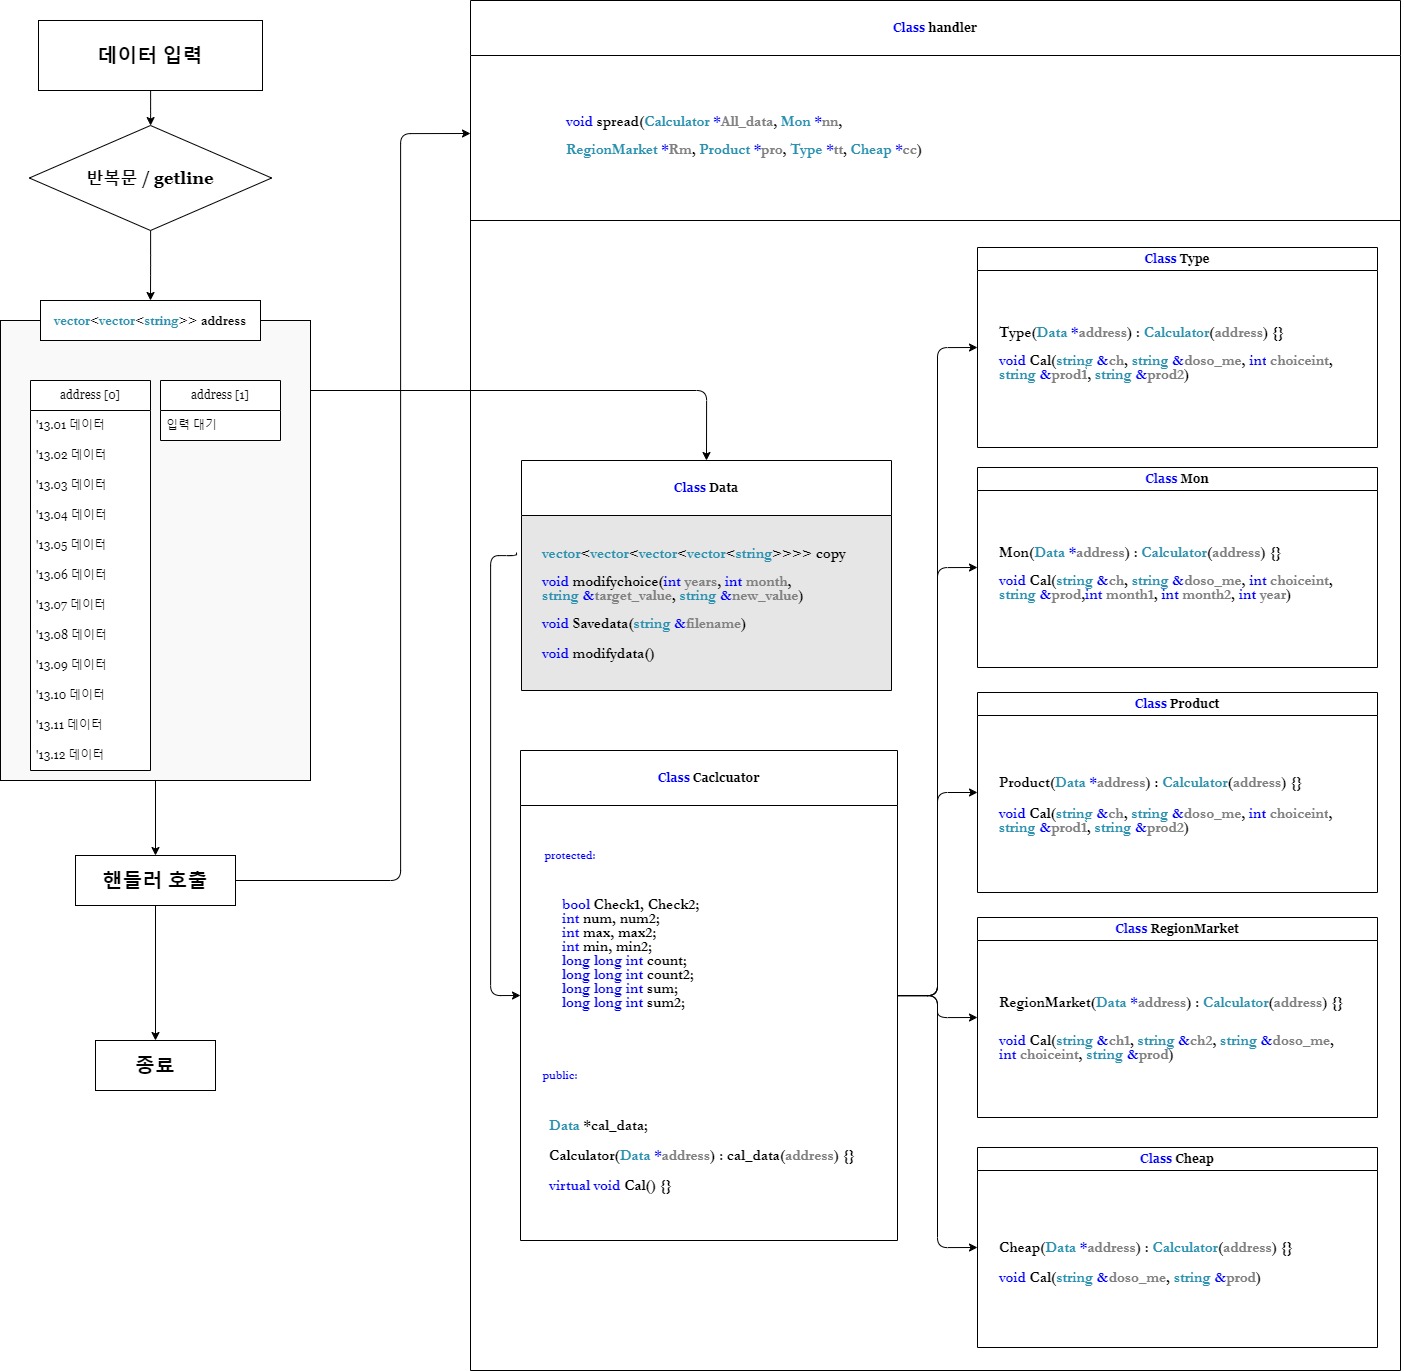 데이터 입력
반복문 / getline
vector<vector<string>> address
address [0]
'13.01 데이터
'13.02 데이터
'13.03 데이터
'13.04 데이터
'13.05 데이터
'13.06 데이터
'13.07 데이터
'13.08 데이터
'13.09 데이터
'13.10 데이터
'13.11 데이터
'13.12 데이터
address [1]
입력 대기
핸들러 호출
종료
Class handler
void spread(Calculator *All_data, Mon *nn,
RegionMarket *Rm, Product *pro, Type *tt, Cheap *cc)
Class Data
vector<vector<vector<vector<string>>>> copy
void modifychoice(int years, int month,
string &target_value, string &new_value)
void Savedata(string &filename)
void modifydata()
Class Caclcuator
protected:
bool Check1, Check2;
int num, num2;
int max, max2;
int min, min2;
long long int count;
long long int count2;
long long int sum;
long long int sum2;
public:
Data *cal_data;
Calculator(Data *address) : cal_data(address) {}
virtual void Cal() {}
Class Type
Type(Data *address) : Calculator(address) {}
void Cal(string &ch, string &doso_me, int choiceint,
string &prod1, string &prod2)
Class Mon
Mon(Data *address) : Calculator(address) {}
void Cal(string &ch, string &doso_me, int choiceint,
string &prod,int month1, int month2, int year)
Class Product
Product(Data *address) : Calculator(address) {}
void Cal(string &ch, string &doso_me, int choiceint,
string &prod1, string &prod2)
Class RegionMarket
RegionMarket(Data *address) : Calculator(address) {}
void Cal(string &ch1, string &ch2, string &doso_me,
int choiceint, string &prod)
Class Cheap
Cheap(Data *address) : Calculator(address) {}
void Cal(string &doso_me, string &prod)